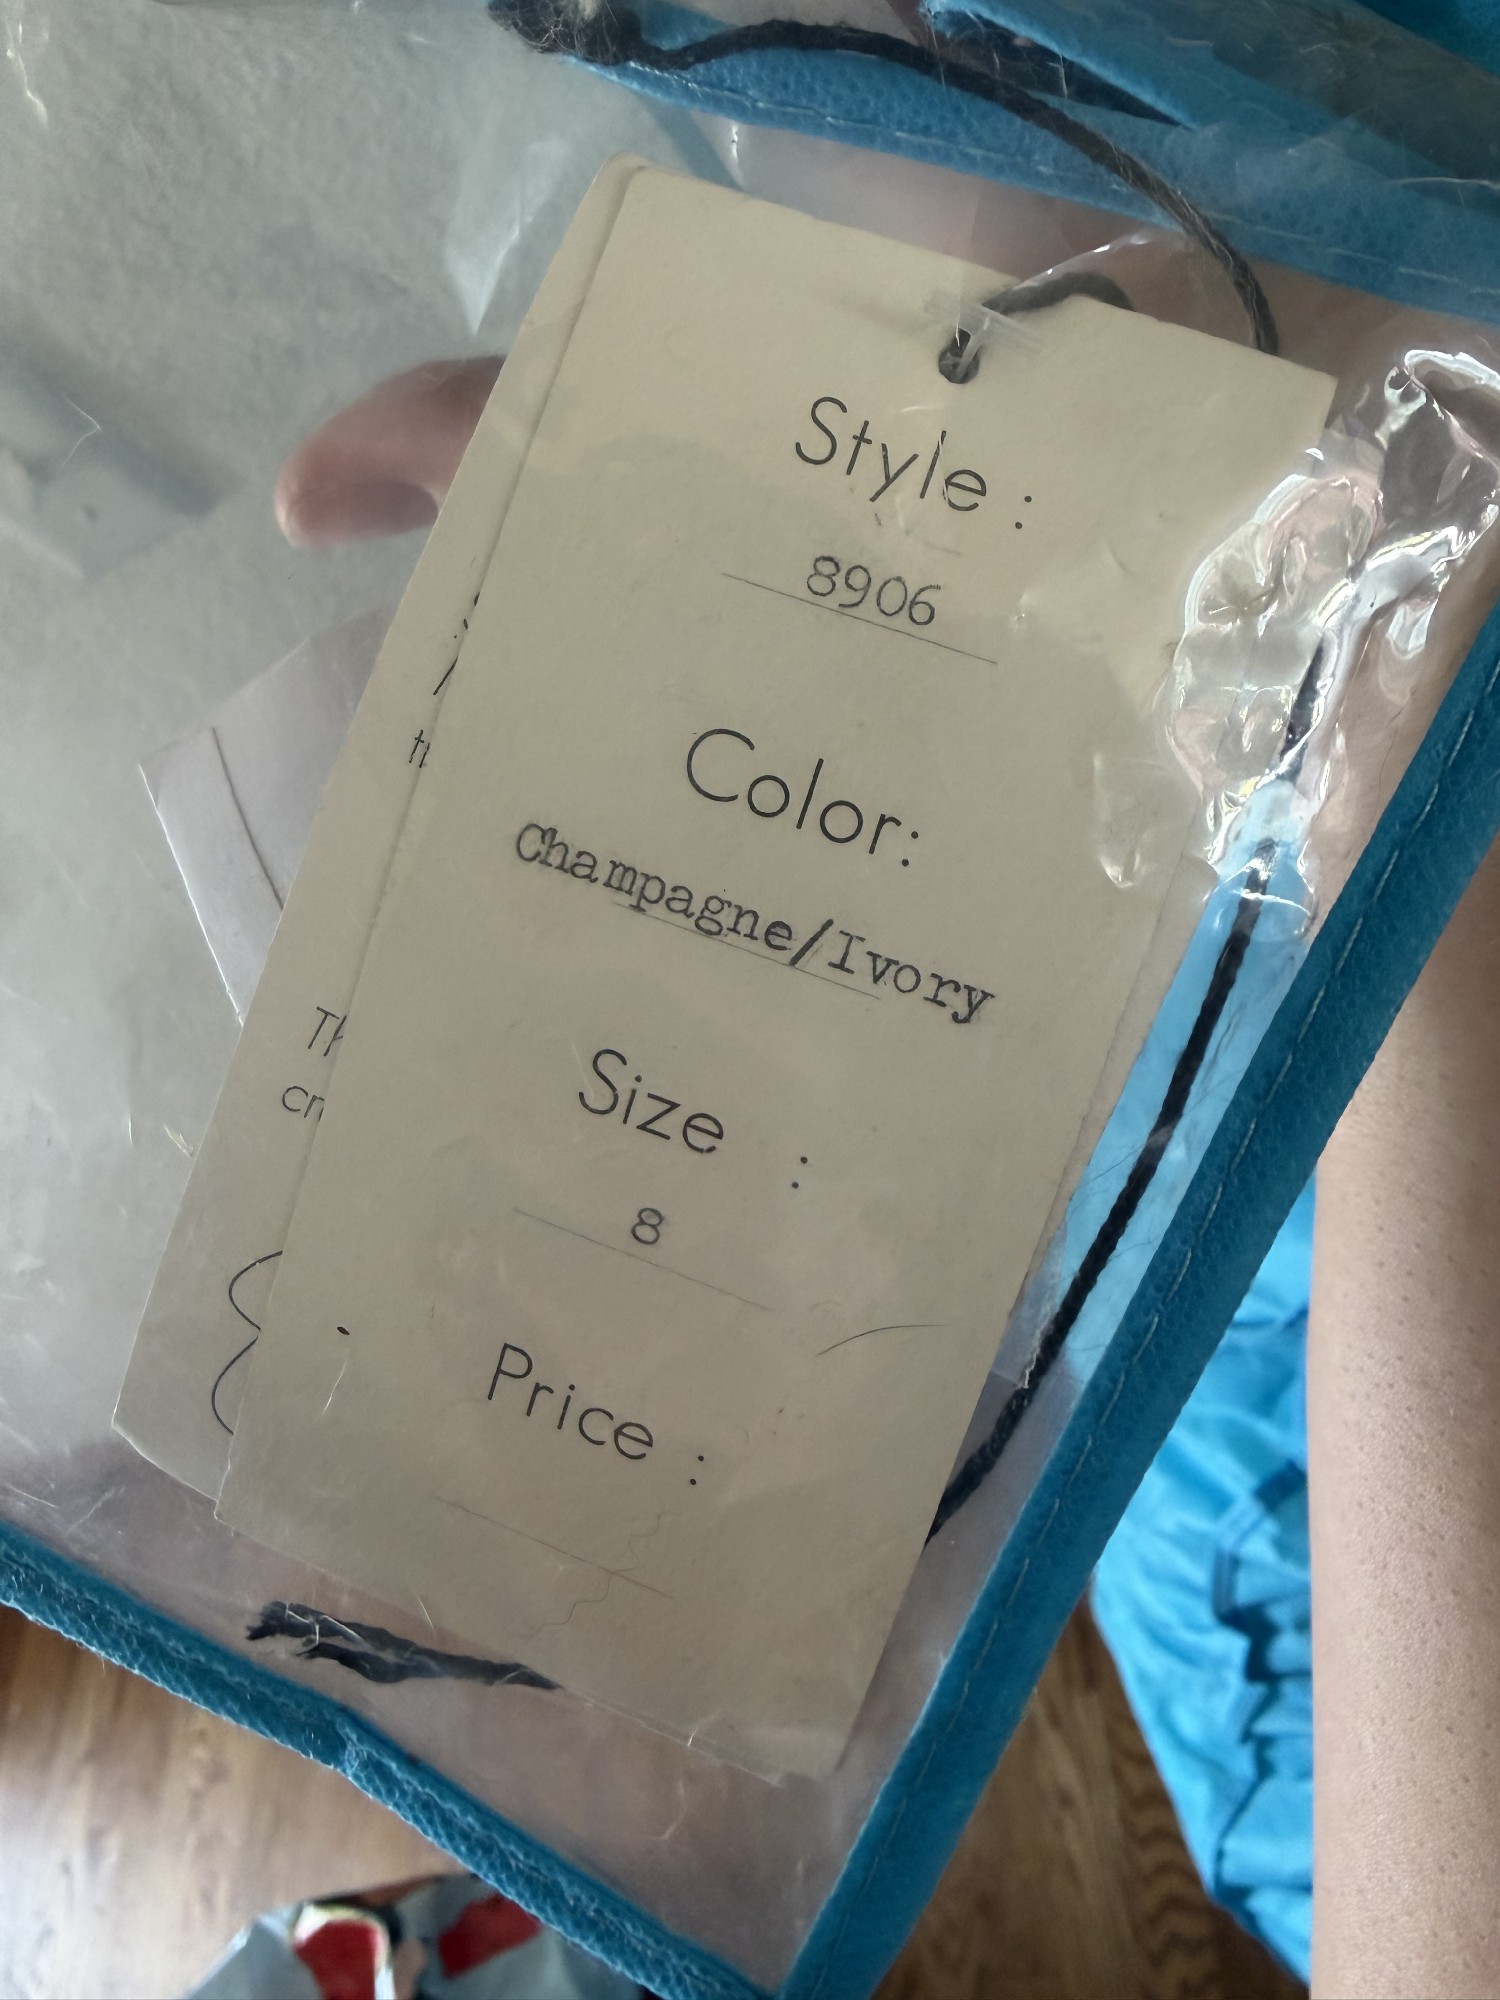 Style :
8906
Color:
Champagne/Ivory
Size :
8
Price :